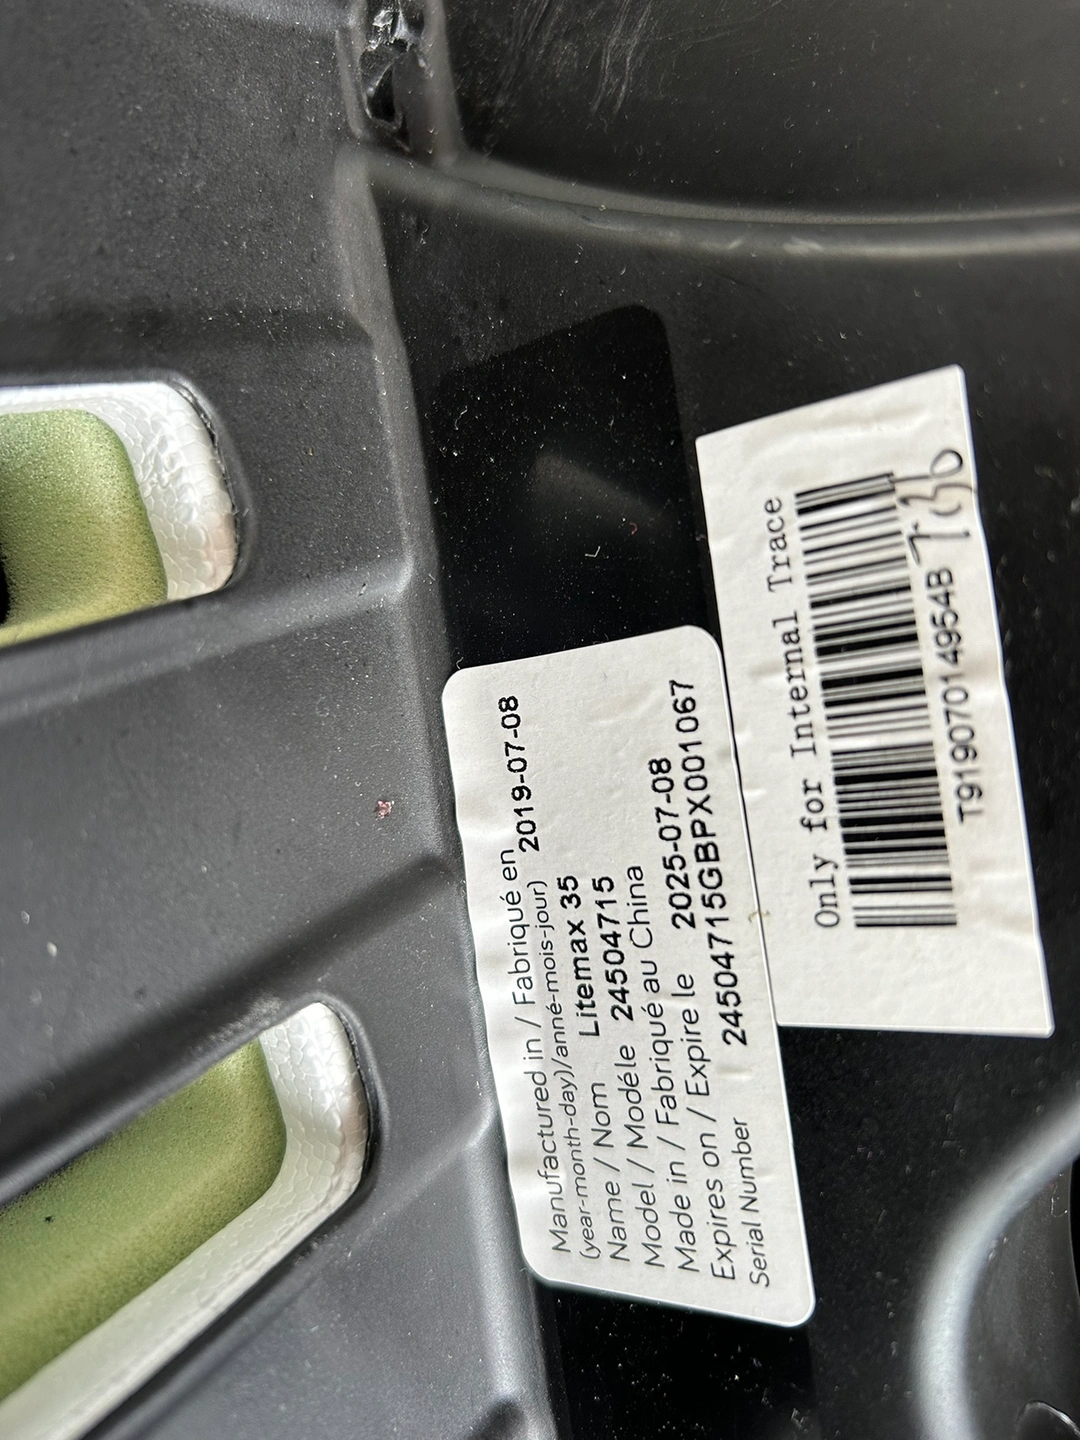 Manufactured in / Fabriqué en 2019-07-08
(year-month-day)/anné-mois-jour)
Name / Nom Litemax 35
Model / Modéle 24504715
Made in / Fabriqué au China
Expires on / Expire le 2025-07-08
Serial Number 24504715GBPX001067
Only for Internal Trace
T91907014954B